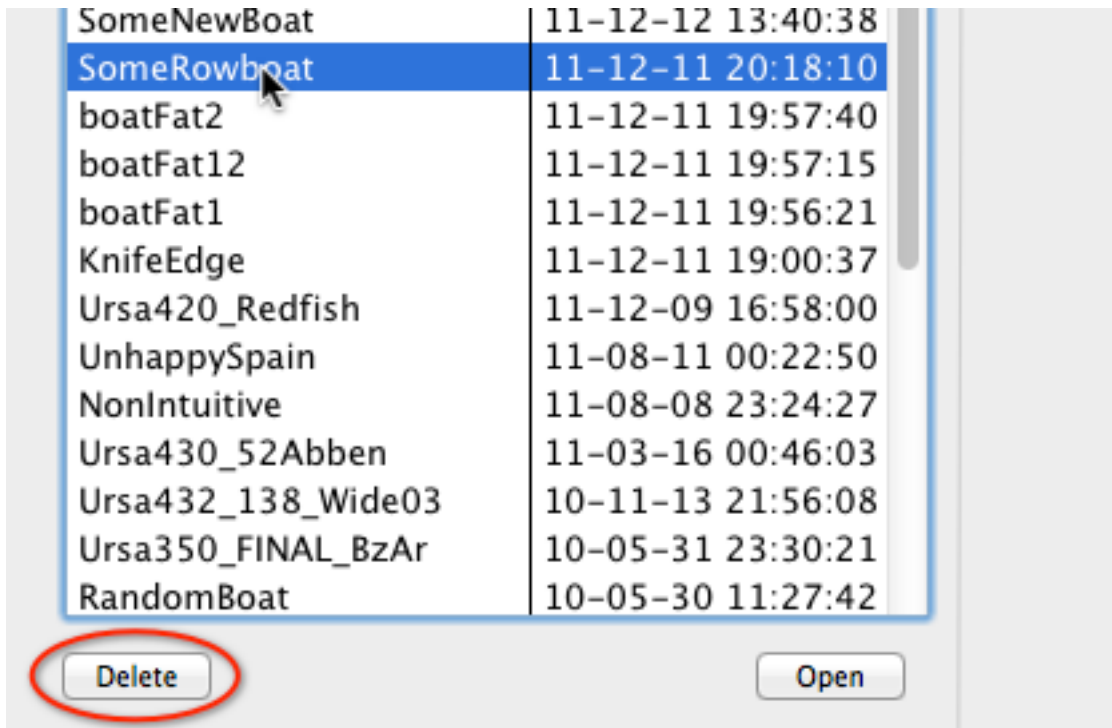 SomeNewBoat 11-12-12 13:40:38
SomeRowboat 11-12-11 20:18:10
boatFat2 11-12-11 19:57:40
boatFat12 11-12-11 19:57:15
boatFat1 11-12-11 19:56:21
KnifeEdge 11-12-11 19:00:37
Ursa420_Redfish 11-12-09 16:58:00
UnhappySpain 11-08-11 00:22:50
NonIntuitive 11-08-08 23:24:27
Ursa430_52Abben 11-03-16 00:46:03
Ursa432_138_Wide03 10-11-13 21:56:08
Ursa350_FINAL_BzAr 10-05-31 23:30:21
RandomBoat 10-05-30 11:27:42
Delete Open